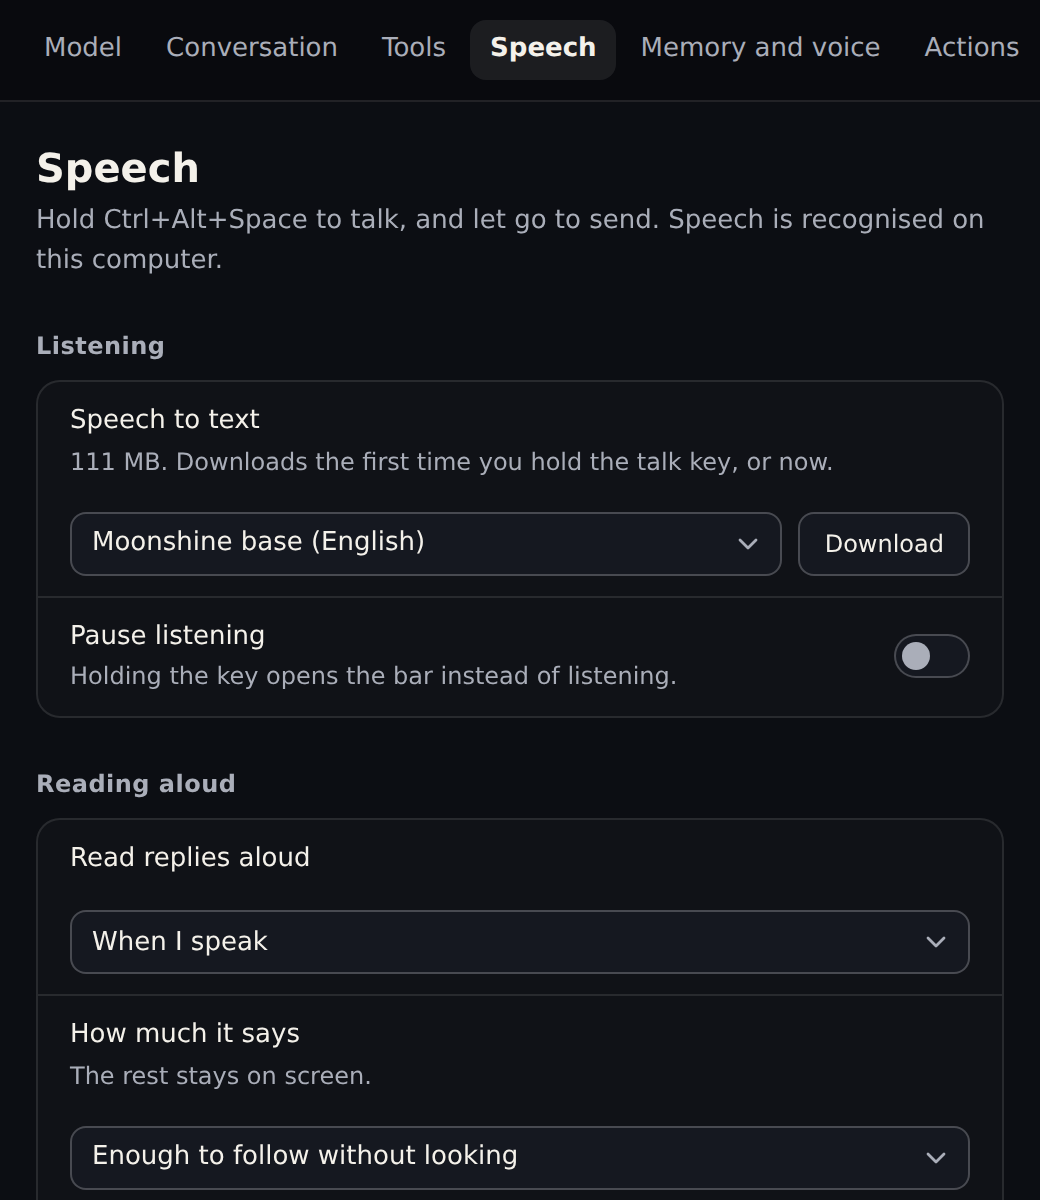 Model Conversation Tools Speech Memory and voice Actions
Speech
Hold Ctrl+Alt+Space to talk, and let go to send. Speech is recognised on
this computer.
Listening
Speech to text
111 MB. Downloads the first time you hold the talk key, or now.
Moonshine base (English) Download
Pause listening
Holding the key opens the bar instead of listening.
Reading aloud
Read replies aloud
When I speak
How much it says
The rest stays on screen.
Enough to follow without looking